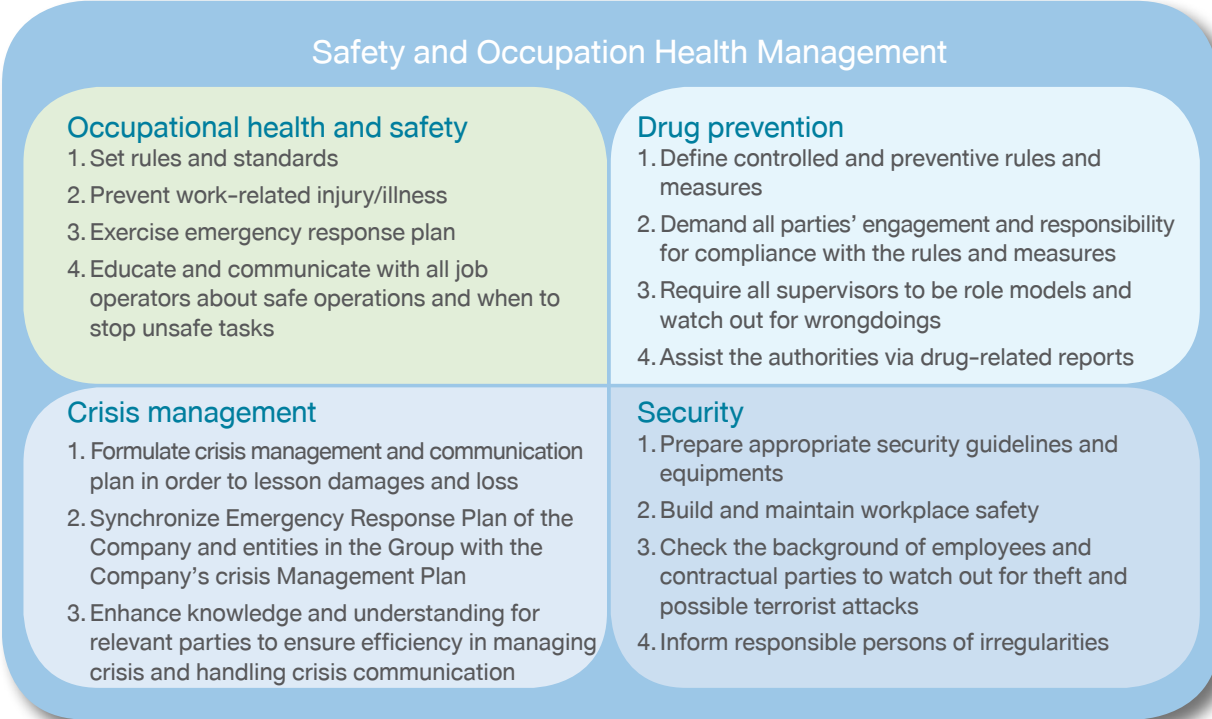 Safety and Occupation Health Management
Occupational health and safety
1. Set rules and standards
2. Prevent work-related injury/illness
3. Exercise emergency response plan
4. Educate and communicate with all job
operators about safe operations and when to
stop unsafe tasks
Drug prevention
1. Define controlled and preventive rules and
measures
2. Demand all parties' engagement and responsibility
for compliance with the rules and measures
3. Require all supervisors to be role models and
watch out for wrongdoings
4. Assist the authorities via drug-related reports
Crisis management
1. Formulate crisis management and communication
plan in order to lesson damages and loss
2. Synchronize Emergency Response Plan of the
Company and entities in the Group with the
Company's crisis Management Plan
3. Enhance knowledge and understanding for
relevant parties to ensure efficiency in managing
crisis and handling crisis communication
Security
1. Prepare appropriate security guidelines and
equipments
2. Build and maintain workplace safety
3. Check the background of employees and
contractual parties to watch out for theft and
possible terrorist attacks
4. Inform responsible persons of irregularities